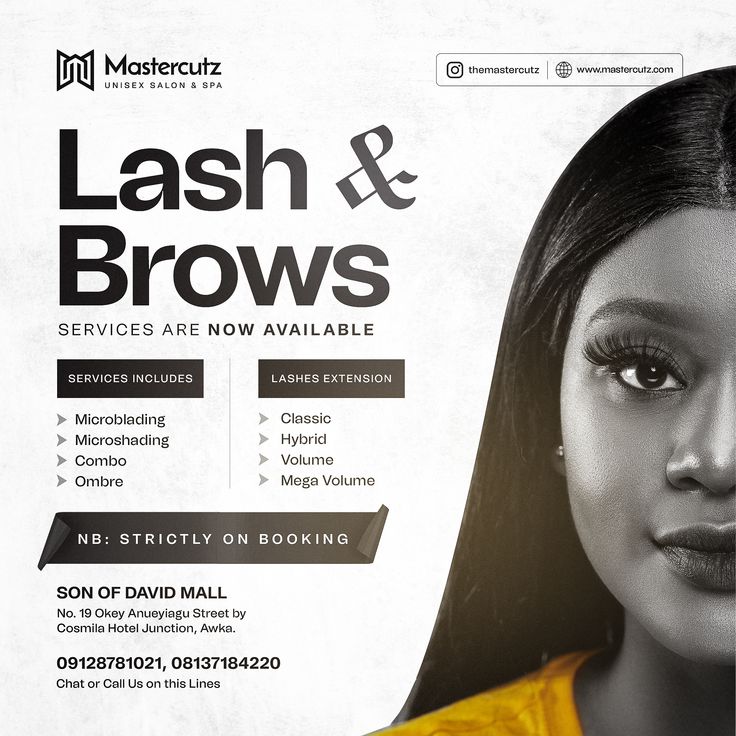 Mastercutz
UNISEX SALON & SPA
themastercutz
www.mastercutz.com
Lash &
Brows
SERVICES ARE NOW AVAILABLE
SERVICES INCLUDES
Microblading
Microshading
Combo
Ombre
LASHES EXTENSION
Classic
Hybrid
Volume
Mega Volume
NB: STRICTLY ON BOOKING
SON OF DAVID MALL
No. 19 Okey Anueyiagu Street by
Cosmila Hotel Junction, Awka.
09128781021, 08137184220
Chat or Call Us on this Lines